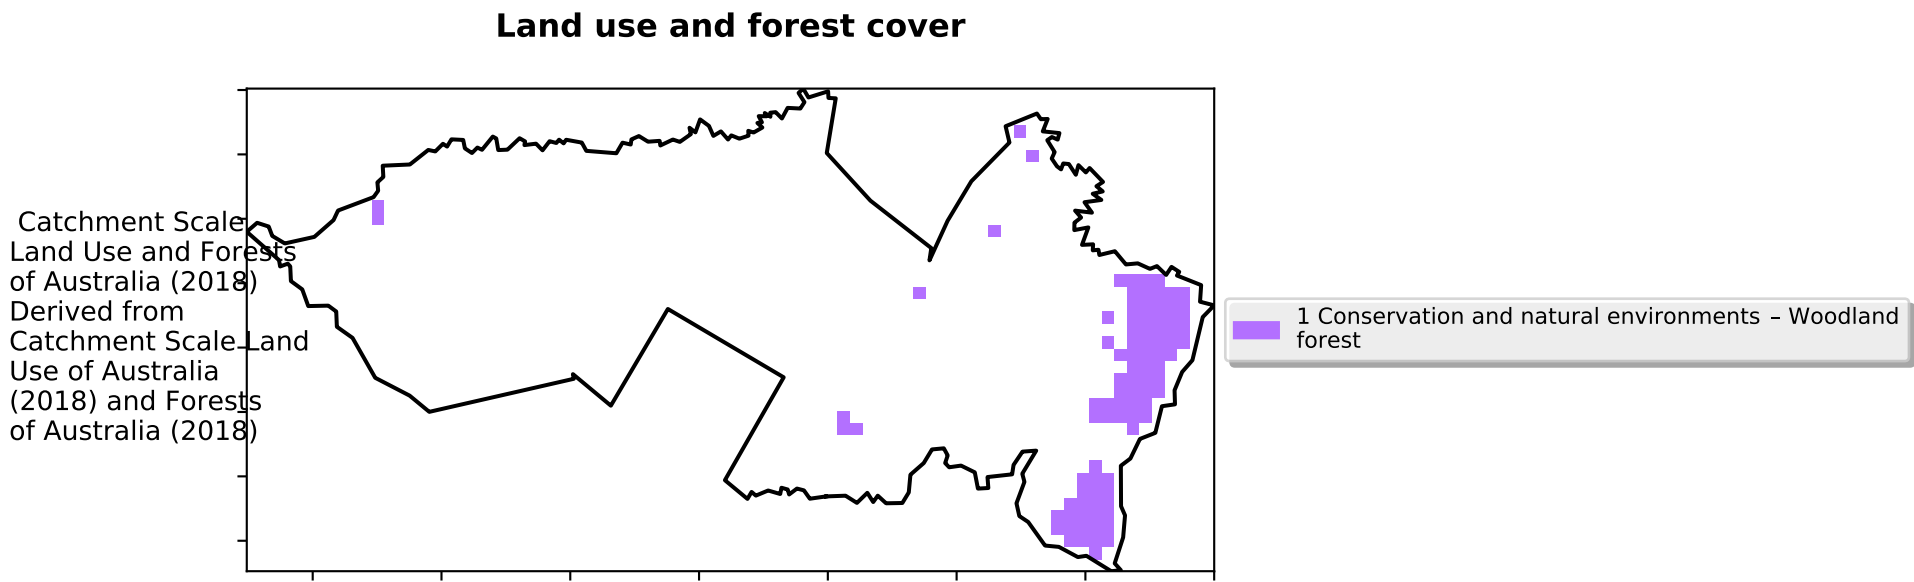 Land use and forest cover
Catchment Scale
Land Use and Forests
of Australia (2018)
Derived from
Catchment Scale Land
Use of Australia
(2018) and Forests
of Australia (2018)
1 Conservation and natural environments – Woodland
forest